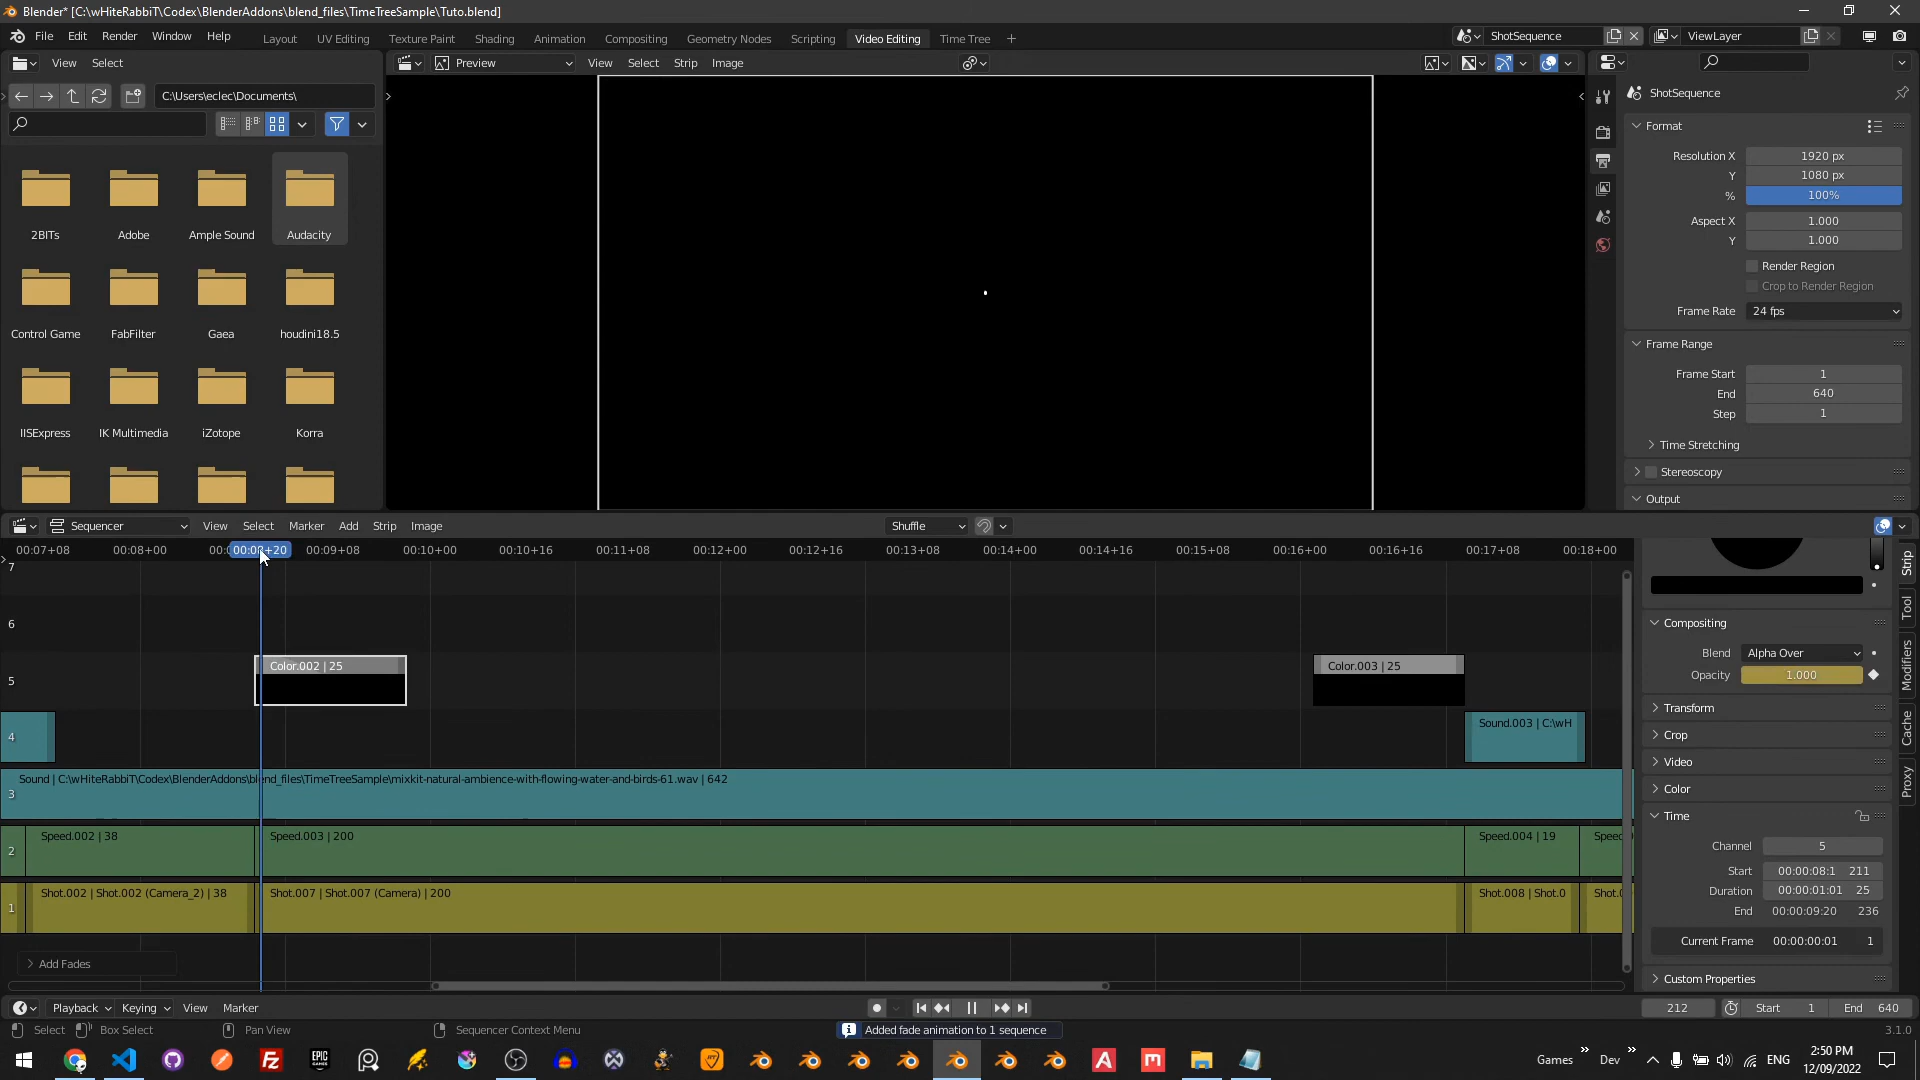 Blender* [C:\wHiteRabbiT\Codex\BlenderAddons\blend_files\TimeTreeSample\Tuto.blend]
File Edit Render Window Help Layout UV Editing Texture Paint Shading Animation Compositing Geometry Nodes Scripting Video Editing Time Tree ShotSequence ViewLayer
View Select Preview View Select Strip Image
C:\Users\eclec\Documents\
ShotSequence
Format
Resolution X 1920 px
Y 1080 px
% 100%
Aspect X 1.000
Y 1.000
Render Region
Crop to Render Region
Frame Rate 24 fps
Frame Range
Frame Start 1
End 640
Step 1
Time Stretching
Stereoscopy
Output
2BITs Adobe Ample Sound Audacity
Control Game FabFilter Gaea houdini18.5
IISExpress IK Multimedia iZotope Korra
Sequencer View Select Marker Add Strip Image Shuffle
00:07+08 00:08+00 00:08+20 00:09+08 00:10+00 00:10+16 00:11+08 00:12+00 00:12+16 00:13+08 00:14+00 00:14+16 00:15+08 00:16+00 00:16+16 00:17+08 00:18+00
7
6
5 Color.002 | 25 Color.003 | 25
4 Sound.003 | C:\wH
3 Sound | C:\wHiteRabbiT\Codex\BlenderAddons\blend_files\TimeTreeSample\mixkit-natural-ambience-with-flowing-water-and-birds-61.wav | 642
2 Speed.002 | 38 Speed.003 | 200 Speed.004 | 19 Speed
1 Shot.002 | Shot.002 (Camera_2) | 38 Shot.007 | Shot.007 (Camera) | 200 Shot.008 | Shot.0 Shot.
Add Fades
Compositing
Blend Alpha Over
Opacity 1.000
Transform
Crop
Video
Color
Time
Channel 5
Start 00:00:08:1 211
Duration 00:00:01:01 25
End 00:00:09:20 236
Current Frame 00:00:00:01 1
Custom Properties
Strip
Tool
Modifiers
Cache
Proxy
Playback Keying View Marker 212 Start 1 End 640
Select Box Select Pan View Sequencer Context Menu Added fade animation to 1 sequence 3.1.0
Games Dev ENG 2:50 PM
12/09/2022